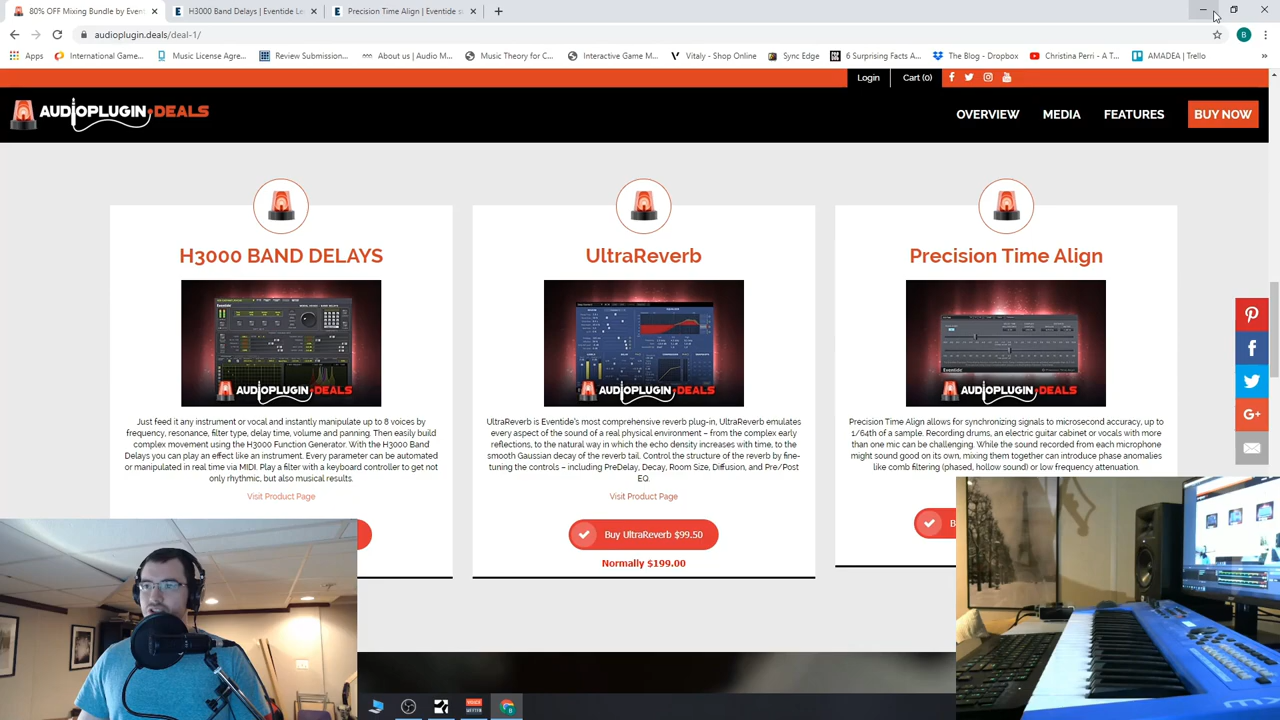 80% OFF Mixing Bundle by Even
H3000 Band Delays | Eventide Le
Precision Time Align | Eventide s
audioplugin.deals/deal-1/
B
Apps
International Game...
Music License Agre...
Review Submission...
About us | Audio M...
Music Theory for C...
Interactive Game M...
Vitaly - Shop Online
Sync Edge
6 Surprising Facts A...
The Blog - Dropbox
Christina Perri - A T...
AMADEA | Trello
Login
Cart (0)
AUDIOPLUGIN.DEALS
OVERVIEW
MEDIA
FEATURES
BUY NOW
H3000 BAND DELAYS
AUDIOPLUGIN.DEALS
Just feed it any instrument or vocal and instantly manipulate up to 8 voices by
frequency, resonance, filter type, delay time, volume and panning. Then easily build
complex movement using the H3000 Function Generator. With the H3000 Band
Delays you can play an effect like an instrument. Every parameter can be automated
or manipulated in real time via MIDI. Play a filter with a keyboard controller to get not
only rhythmic, but also musical results.
Visit Product Page
UltraReverb
AUDIOPLUGIN.DEALS
UltraReverb is Eventide's most comprehensive reverb plug-in, UltraReverb emulates
every aspect of the sound of a real physical environment – from the complex early
reflections, to the natural way in which the echo density increases with time, to the
smooth Gaussian decay of the reverb tail. Control the structure of the reverb by fine-
tuning the controls – including PreDelay, Decay, Room Size, Diffusion, and Pre/Post
EQ.
Visit Product Page
Buy UltraReverb $99.50
Normally $199.00
Precision Time Align
AUDIOPLUGIN.DEALS
Precision Time Align allows for synchronizing signals to microsecond accuracy, up to
1/64th of a sample. Recording drums, an electric guitar cabinet or vocals with more
than one mic can be challenging. While the sound recorded from each microphone
might sound good on its own, mixing them together can introduce phase anomalies
like comb filtering (phased, hollow sound) or low frequency attenuation.
B